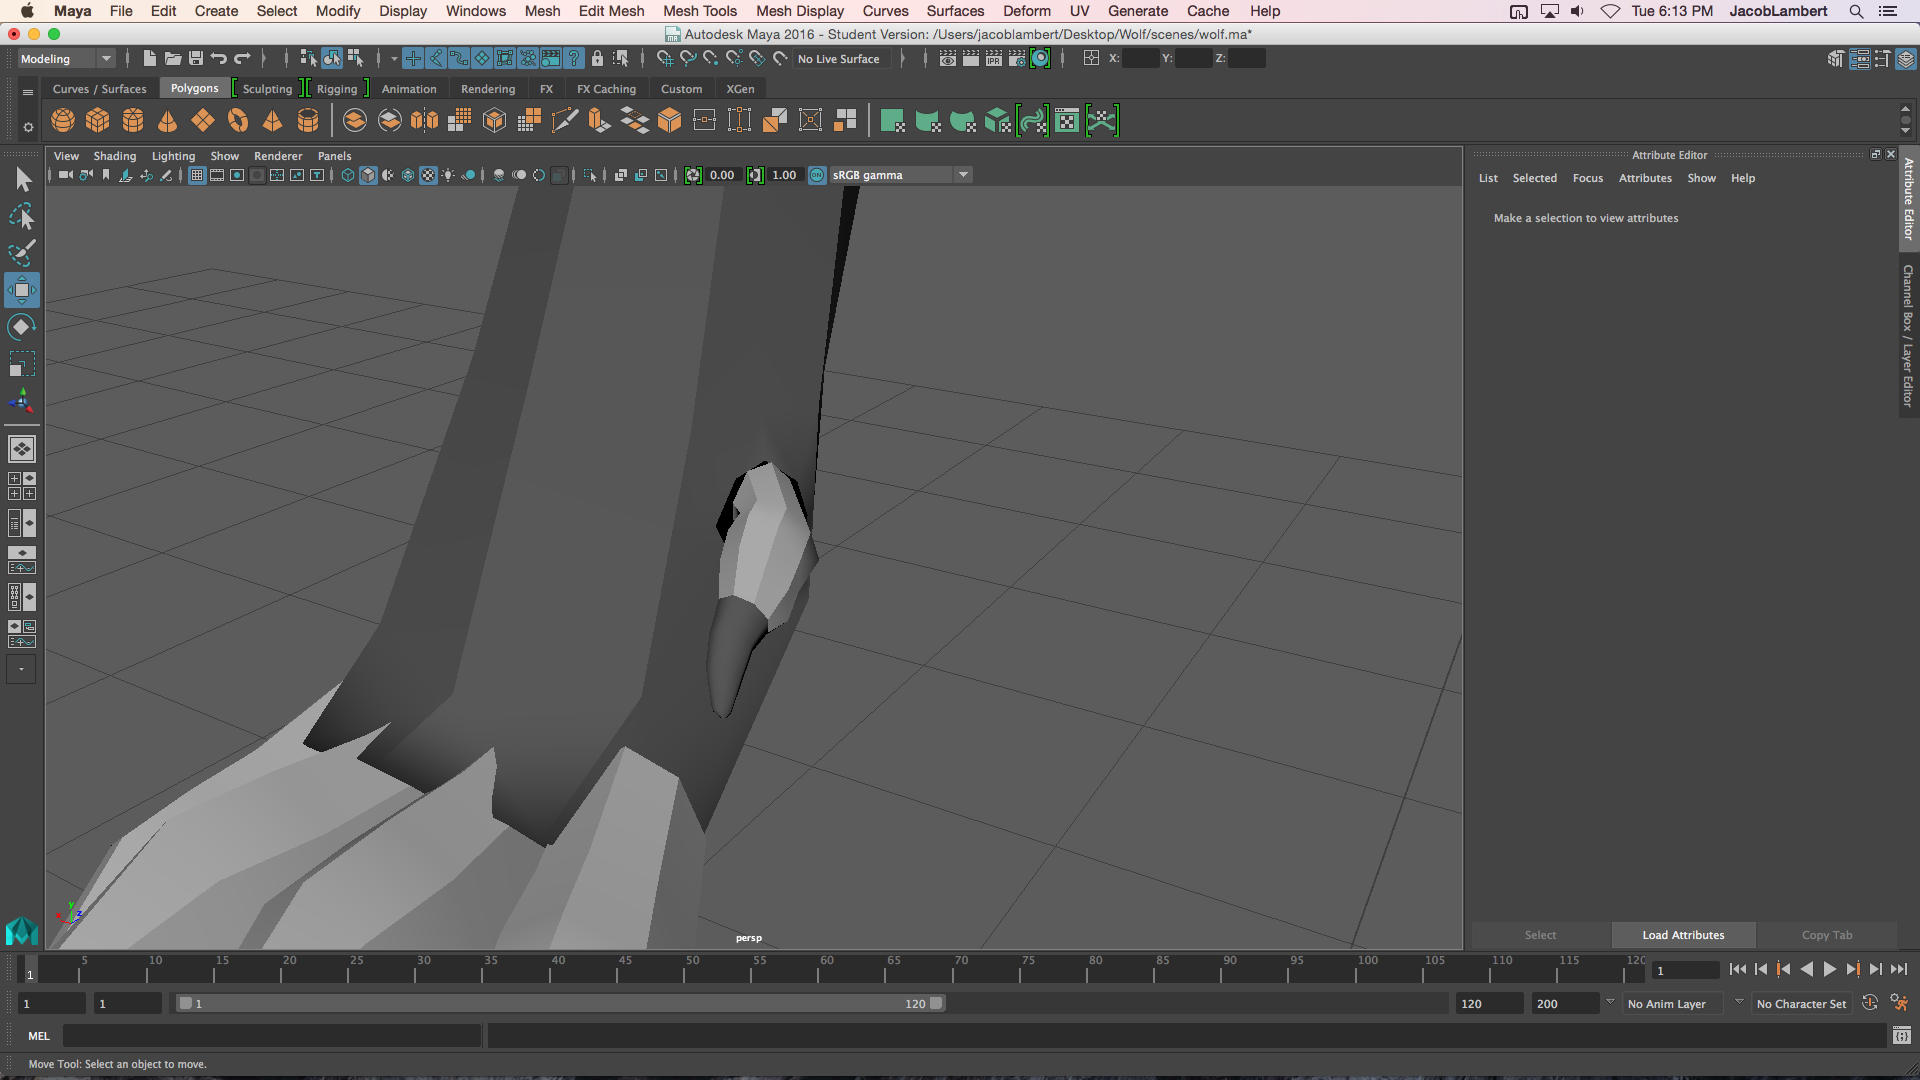 Maya File Edit Create Select Modify Display Windows Mesh Edit Mesh Mesh Tools Mesh Display Curves Surfaces Deform UV Generate Cache Help Tue 6:13 PM JacobLambert
Autodesk Maya 2016 - Student Version: /Users/jacoblambert/Desktop/Wolf/scenes/wolf.ma*
Modeling No Live Surface IPR X: Y: Z:
Curves / Surfaces Polygons Sculpting Rigging Animation Rendering FX FX Caching Custom XGen
View Shading Lighting Show Renderer Panels
0.00 1.00 ON sRGB gamma
Attribute Editor
List Selected Focus Attributes Show Help
Make a selection to view attributes
Attribute Editor
Channel Box / Layer Editor
y
x z
persp
Select Load Attributes Copy Tab
5 10 15 20 25 30 35 40 45 50 55 60 65 70 75 80 85 90 95 100 105 110 115 120
1 1
1 1 1 120 120 200 No Anim Layer No Character Set
MEL
Move Tool: Select an object to move.